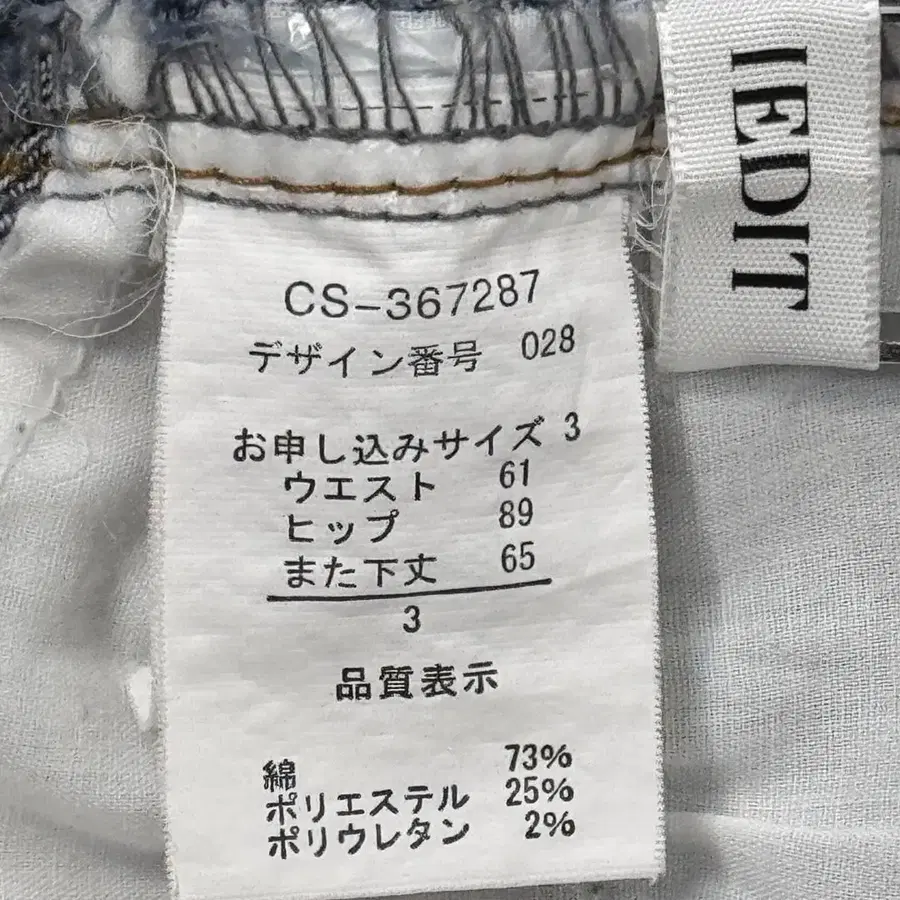 IEDIT
CS-367287
デザイン番号 028
お申し込みサイズ 3
ウエスト 61
ヒップ 89
また下丈 65
3
品質表示
綿 73%
ポリエステル 25%
ポリウレタン 2%